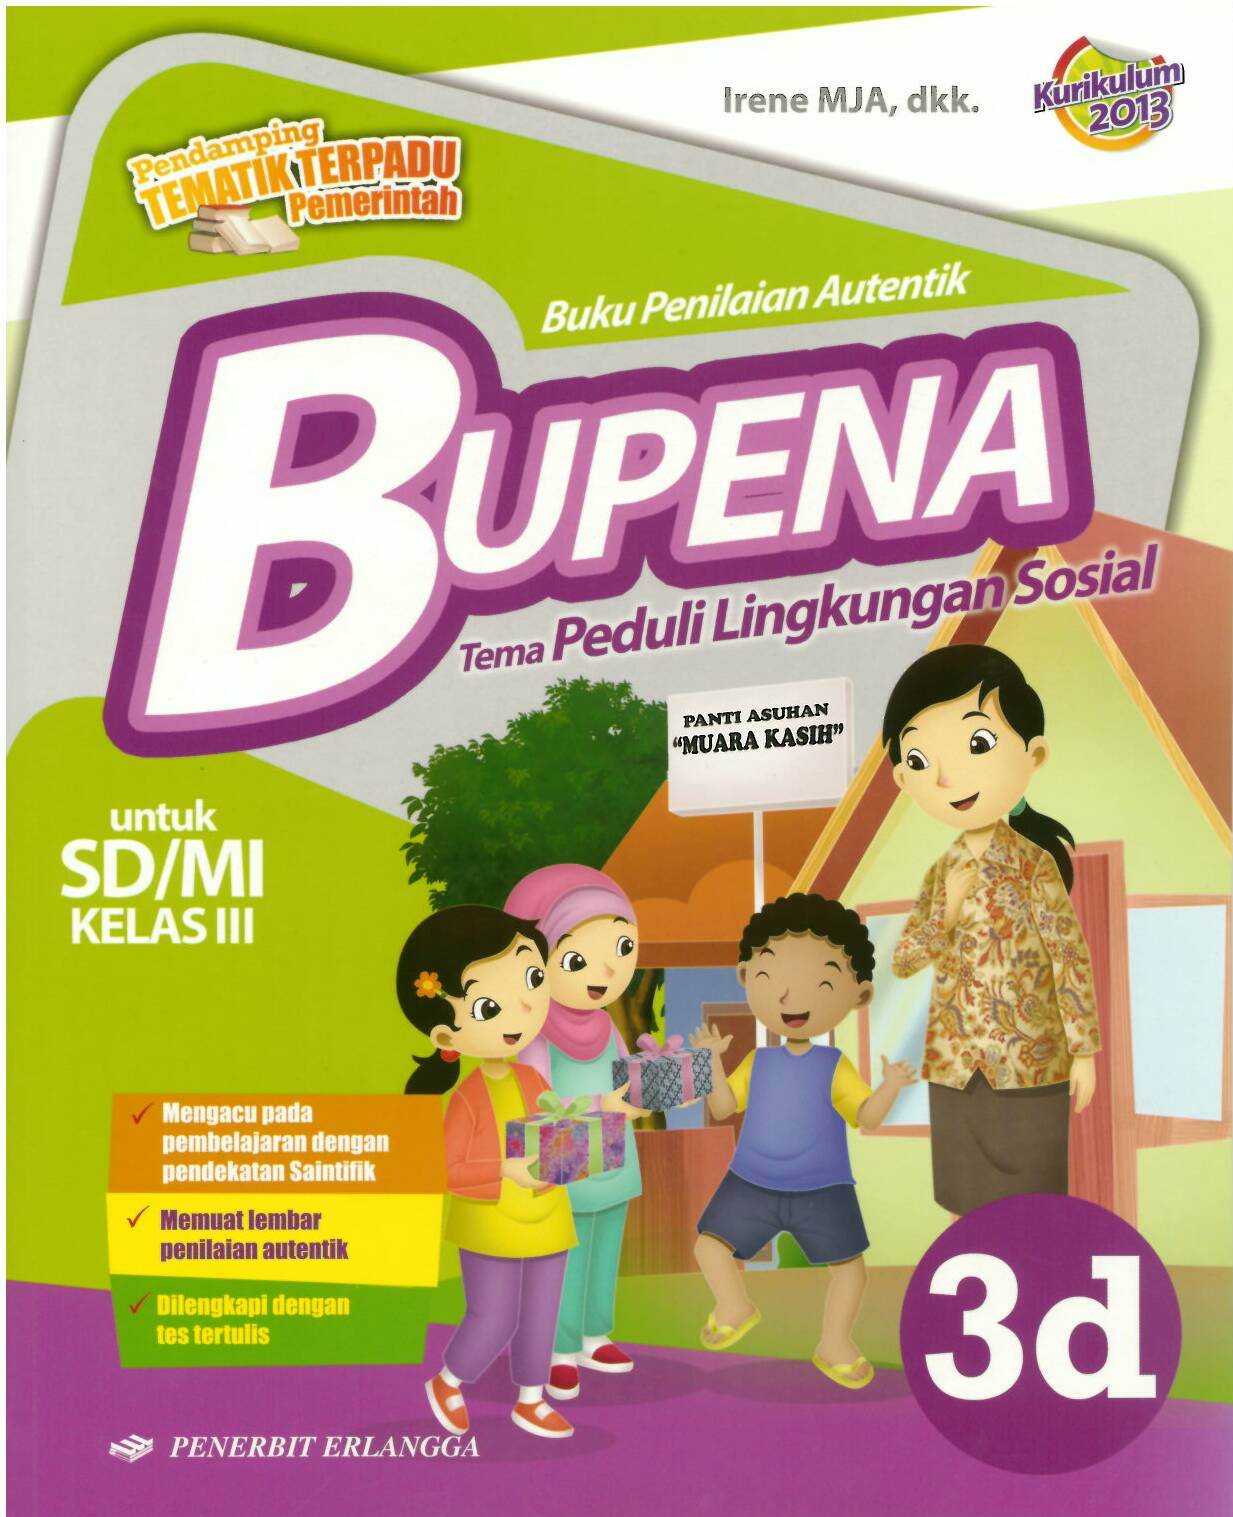 Irene MJA, dkk.
Kurikulum
2013
Pendamping
TEMATIK TERPADU
Pemerintah
Buku Penilaian Autentik
BUPENA
Tema Peduli Lingkungan Sosial
PANTI ASUHAN
“MUARA KASIH”
untuk
SD/MI
KELAS III
✓ Mengacu pada
pembelajaran dengan
pendekatan Saintifik
✓ Memuat lembar
penilaian autentik
✓ Dilengkapi dengan
tes tertulis
3d
PENERBIT ERLANGGA